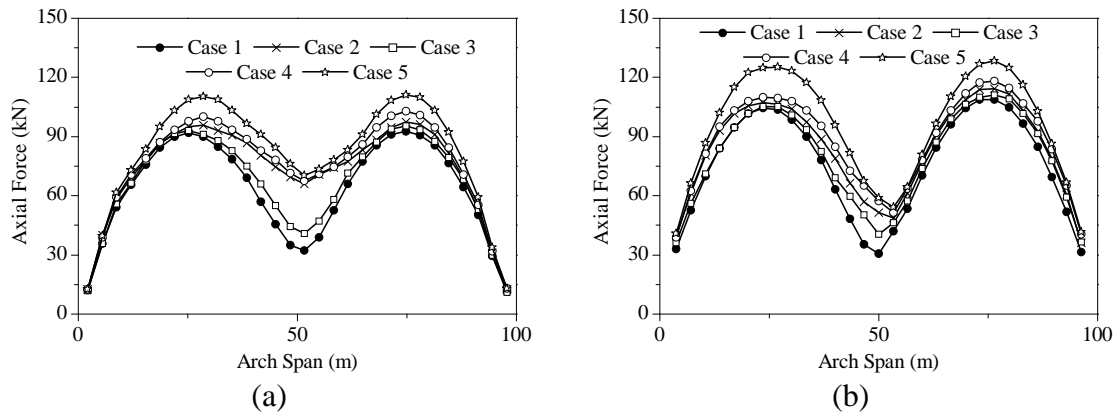 150
120
90
60
30
0
Axial Force (kN)
Case 1 Case 2 Case 3
Case 4 Case 5
0 50 100
Arch Span (m)
(a)
150
120
90
60
30
0
Axial Force (kN)
Case 1 Case 2 Case 3
Case 4 Case 5
0 50 100
Arch Span (m)
(b)